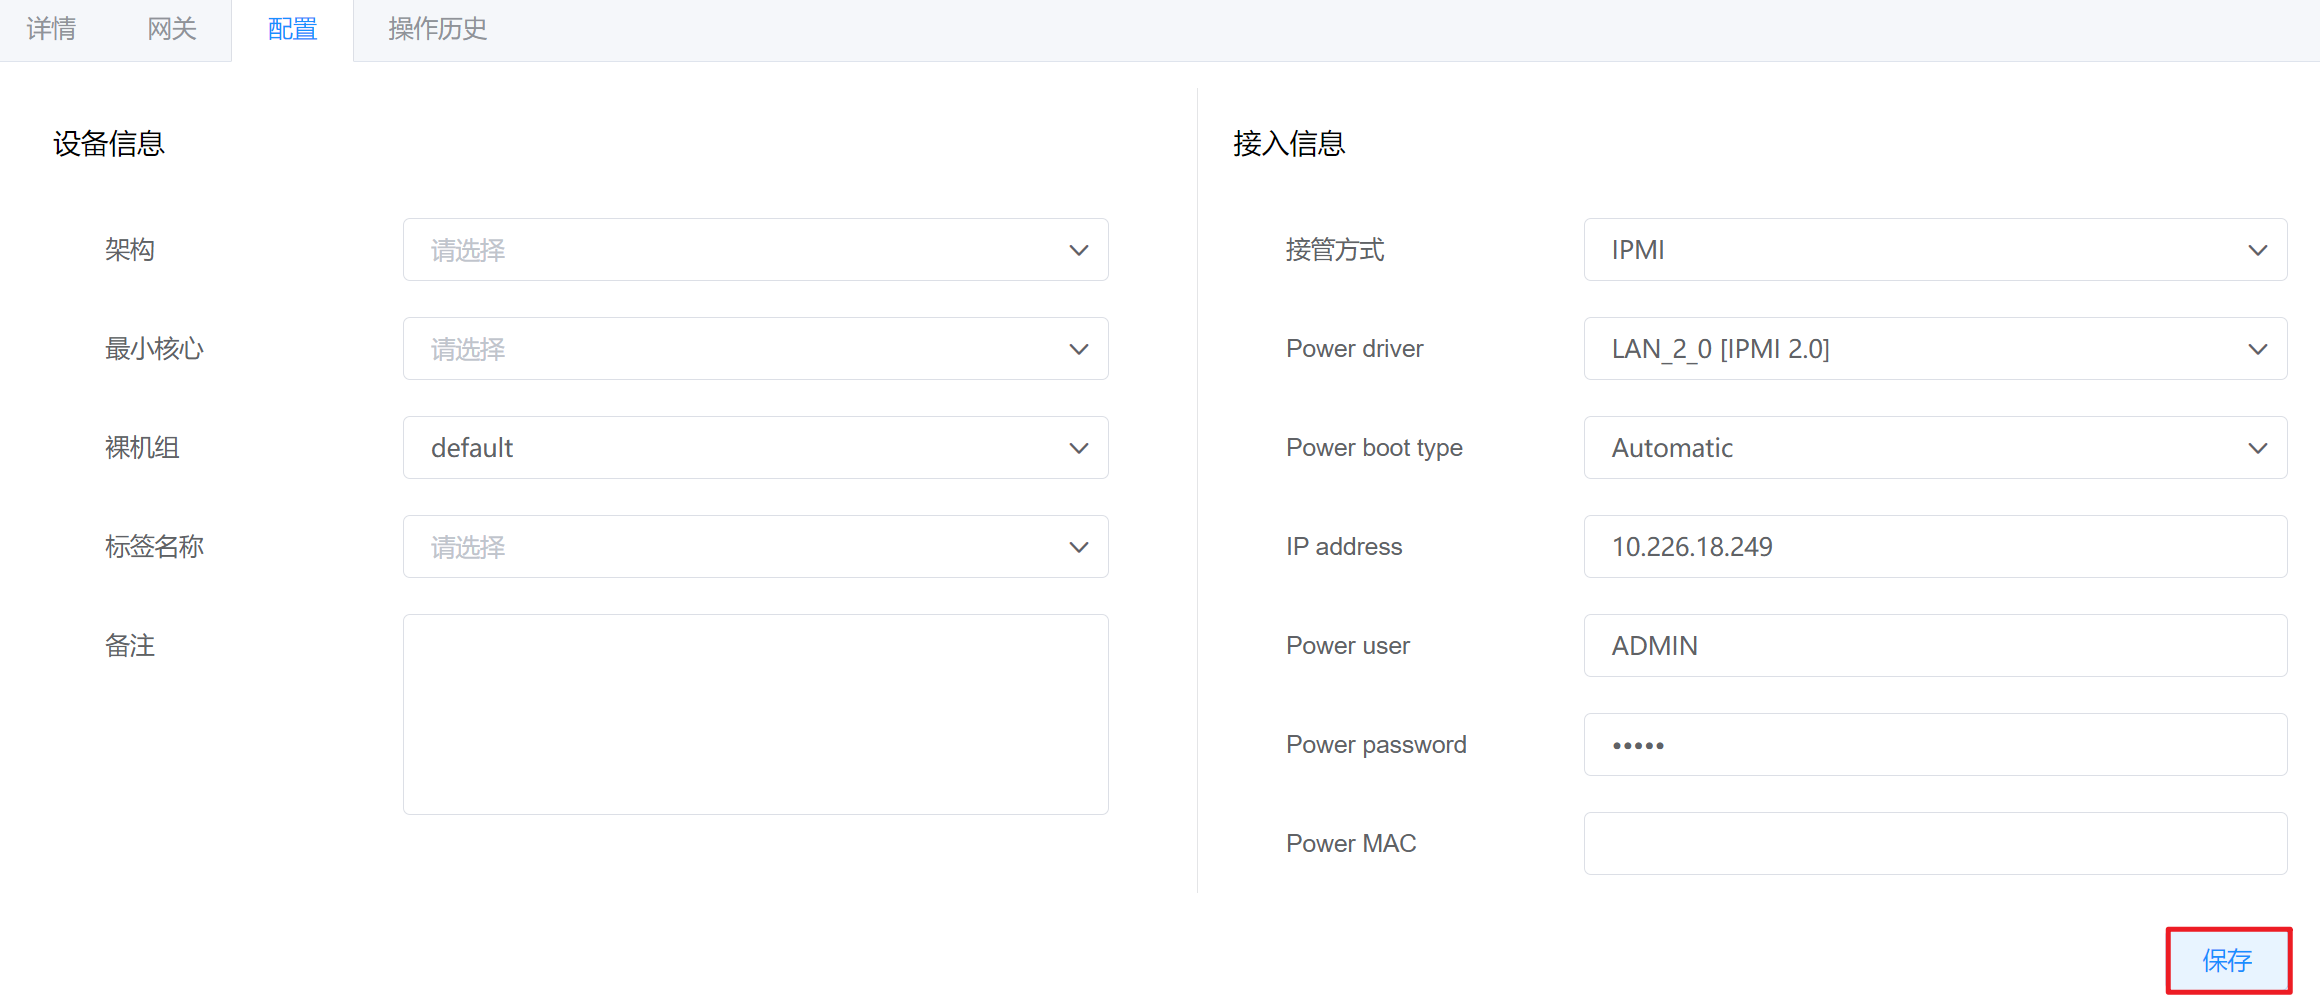 详情 网关 配置 操作历史
设备信息
架构 请选择
最小核心 请选择
裸机组 default
标签名称 请选择
备注
接入信息
接管方式 IPMI
Power driver LAN_2_0 [IPMI 2.0]
Power boot type Automatic
IP address 10.226.18.249
Power user ADMIN
Power password •••••
Power MAC
保存